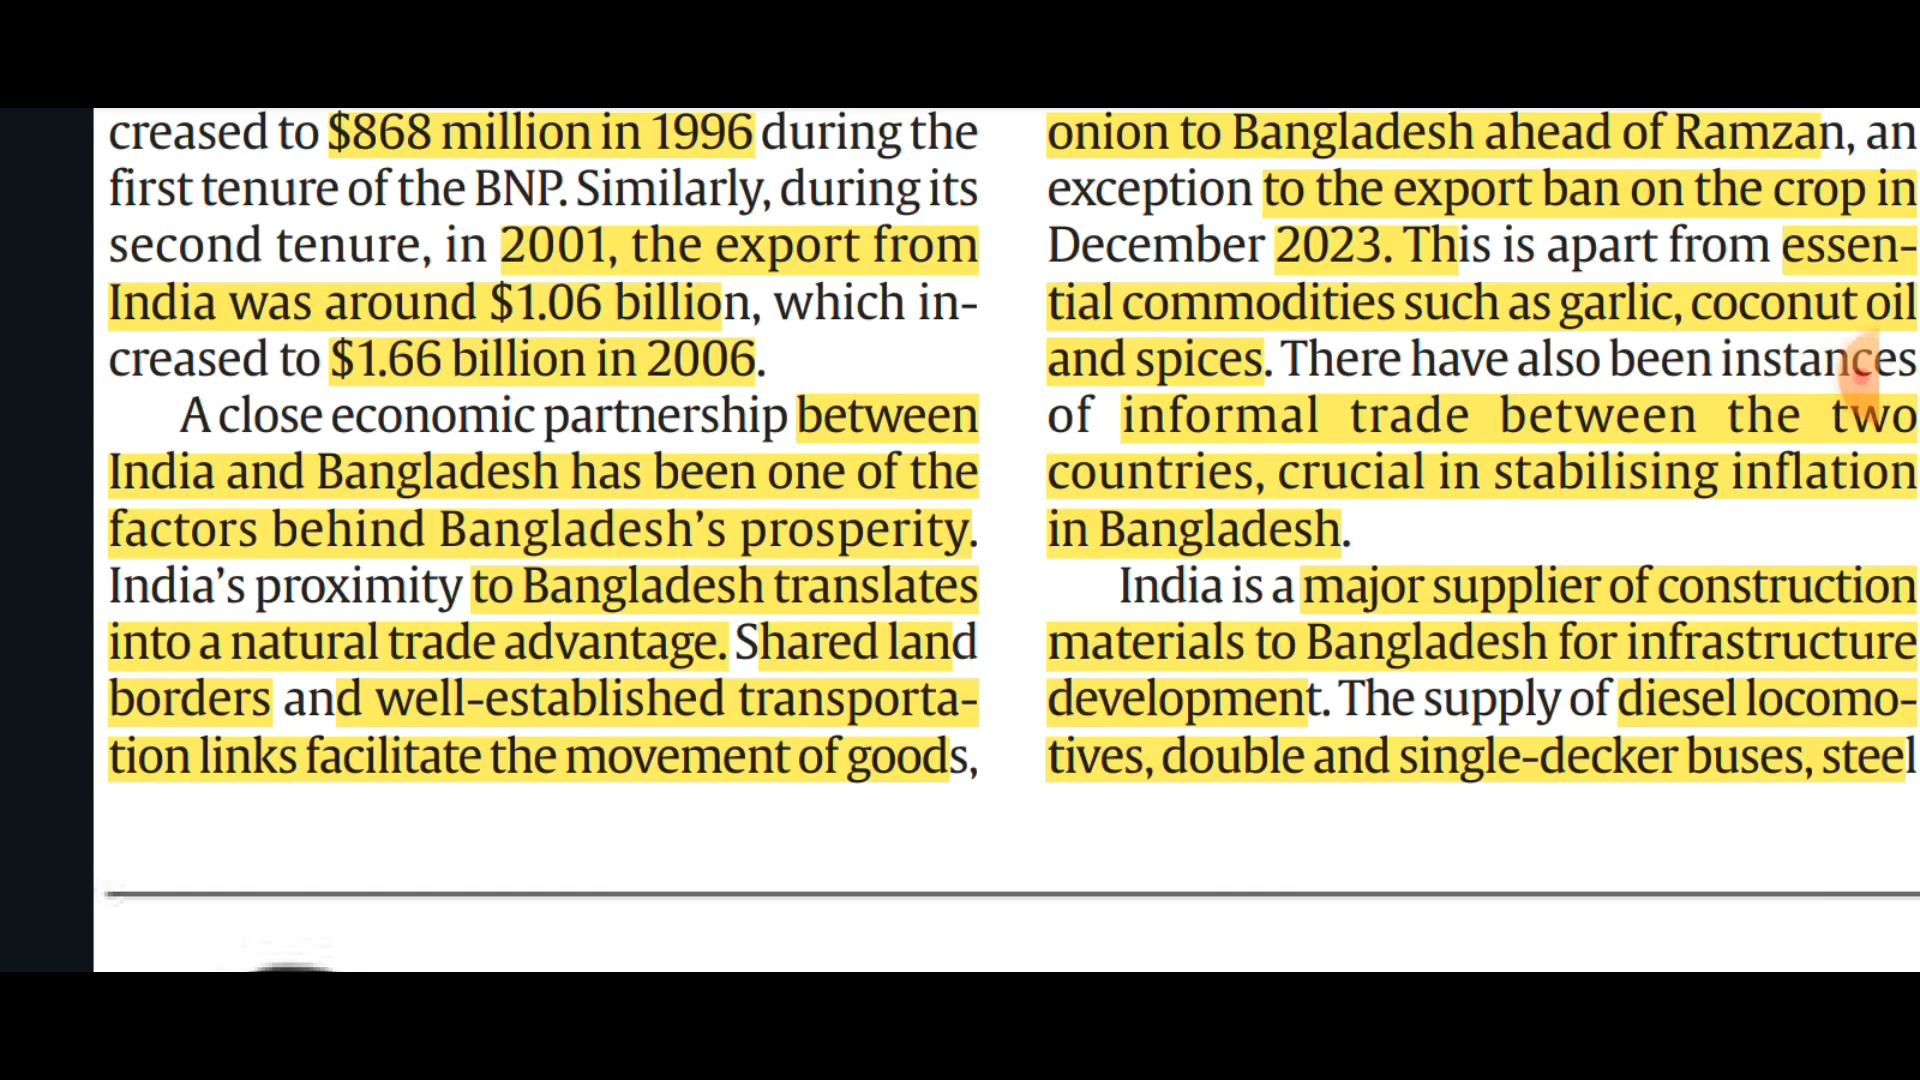 creased to $868 million in 1996 during the
first tenure of the BNP. Similarly, during its
second tenure, in 2001, the export from
India was around $1.06 billion, which in-
creased to $1.66 billion in 2006.
A close economic partnership between
India and Bangladesh has been one of the
factors behind Bangladesh’s prosperity.
India’s proximity to Bangladesh translates
into a natural trade advantage. Shared land
borders and well-established transporta-
tion links facilitate the movement of goods,
onion to Bangladesh ahead of Ramzan, an
exception to the export ban on the crop in
December 2023. This is apart from essen-
tial commodities such as garlic, coconut oil
and spices. There have also been instances
of informal trade between the two
countries, crucial in stabilising inflation
in Bangladesh.
India is a major supplier of construction
materials to Bangladesh for infrastructure
development. The supply of diesel locomo-
tives, double and single-decker buses, steel